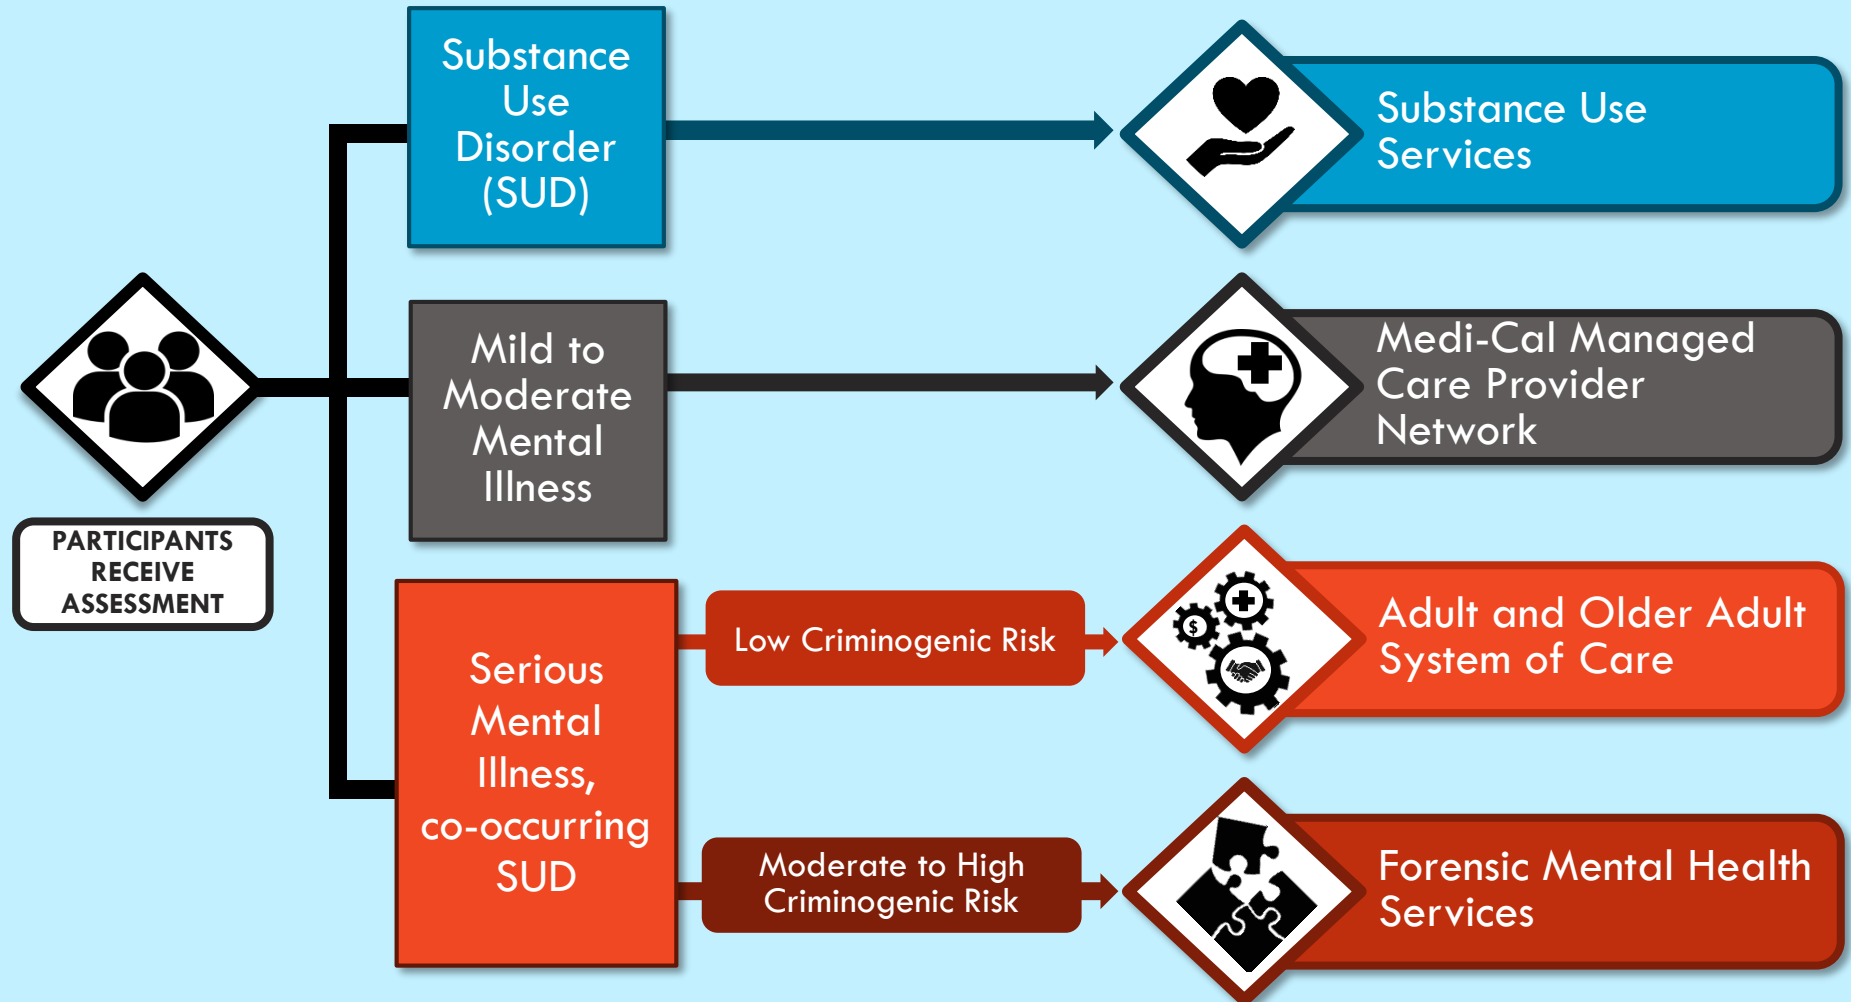 Substance
Use
Disorder
(SUD)
Substance Use
Services
Mild to
Moderate
Mental
Illness
Medi-Cal Managed
Care Provider
Network
PARTICIPANTS
RECEIVE
ASSESSMENT
Serious
Mental
Illness,
co-occurring
SUD
Low Criminogenic Risk
$
Adult and Older Adult
System of Care
Moderate to High
Criminogenic Risk
Forensic Mental Health
Services